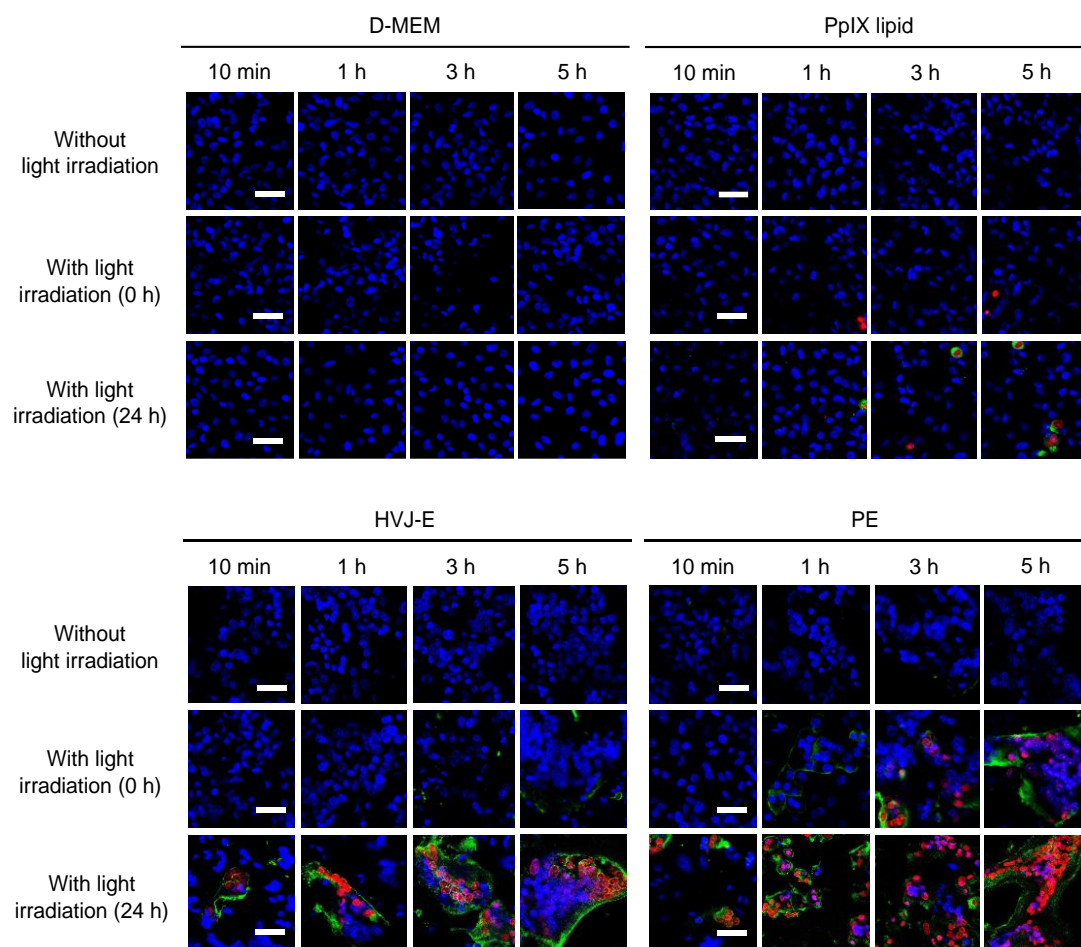 D-MEM PpIX lipid
10 min 1 h 3 h 5 h 10 min 1 h 3 h 5 h
Without
light irradiation
With light
irradiation (0 h)
With light
irradiation (24 h)
HVJ-E PE
10 min 1 h 3 h 5 h 10 min 1 h 3 h 5 h
Without
light irradiation
With light
irradiation (0 h)
With light
irradiation (24 h)